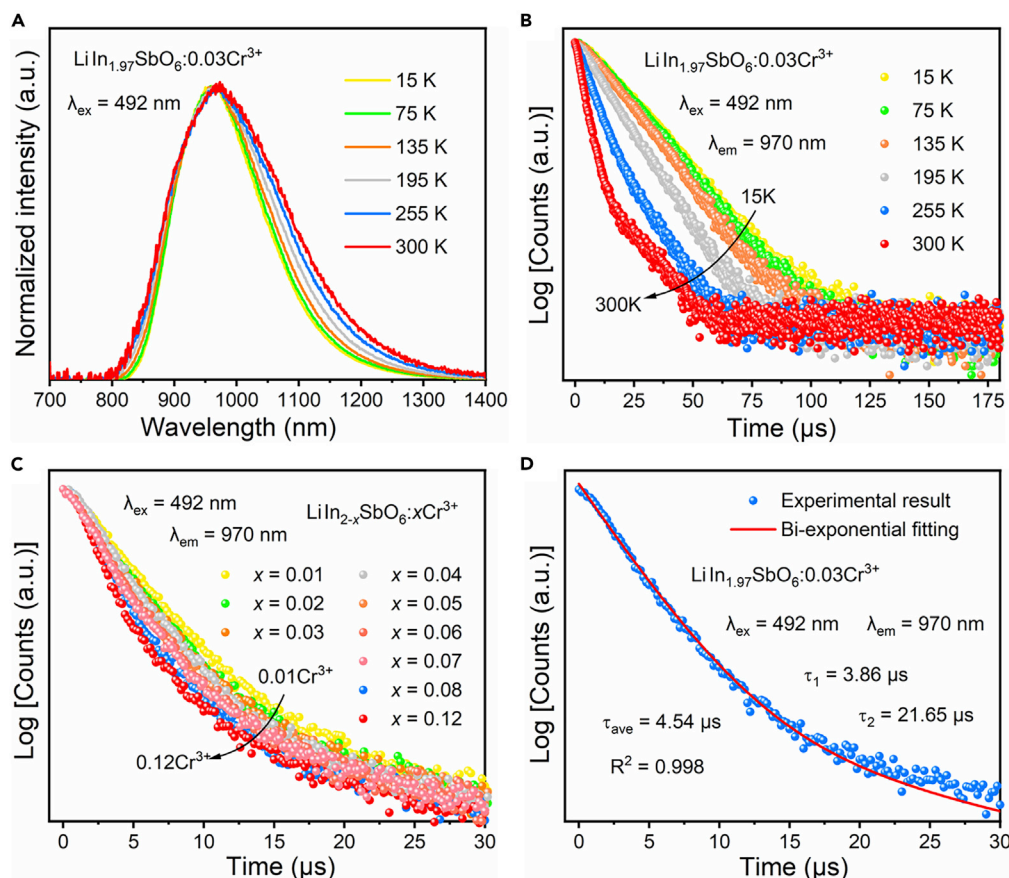 A
LiIn1.97SbO6:0.03Cr3+
λex = 492 nm
15 K
75 K
135 K
195 K
255 K
300 K
Normalized intensity (a.u.)
700 800 900 1000 1100 1200 1300 1400
Wavelength (nm)
B
LiIn1.97SbO6:0.03Cr3+
λex = 492 nm
λem = 970 nm
15 K
75 K
135 K
195 K
255 K
300 K
15K
300K
Log [Counts (a.u.)]
0 25 50 75 100 125 150 175
Time (µs)
C
λex = 492 nm
λem = 970 nm
LiIn2-xSbO6:xCr3+
x = 0.01
x = 0.02
x = 0.03
x = 0.04
x = 0.05
x = 0.06
x = 0.07
x = 0.08
x = 0.12
0.01Cr3+
0.12Cr3+
Log [Counts (a.u.)]
0 5 10 15 20 25 30
Time (µs)
D
Experimental result
Bi-exponential fitting
LiIn1.97SbO6:0.03Cr3+
λex = 492 nm λem = 970 nm
τ1 = 3.86 µs
τave = 4.54 µs
τ2 = 21.65 µs
R2 = 0.998
Log [Counts (a.u.)]
0 5 10 15 20 25 30
Time (µs)